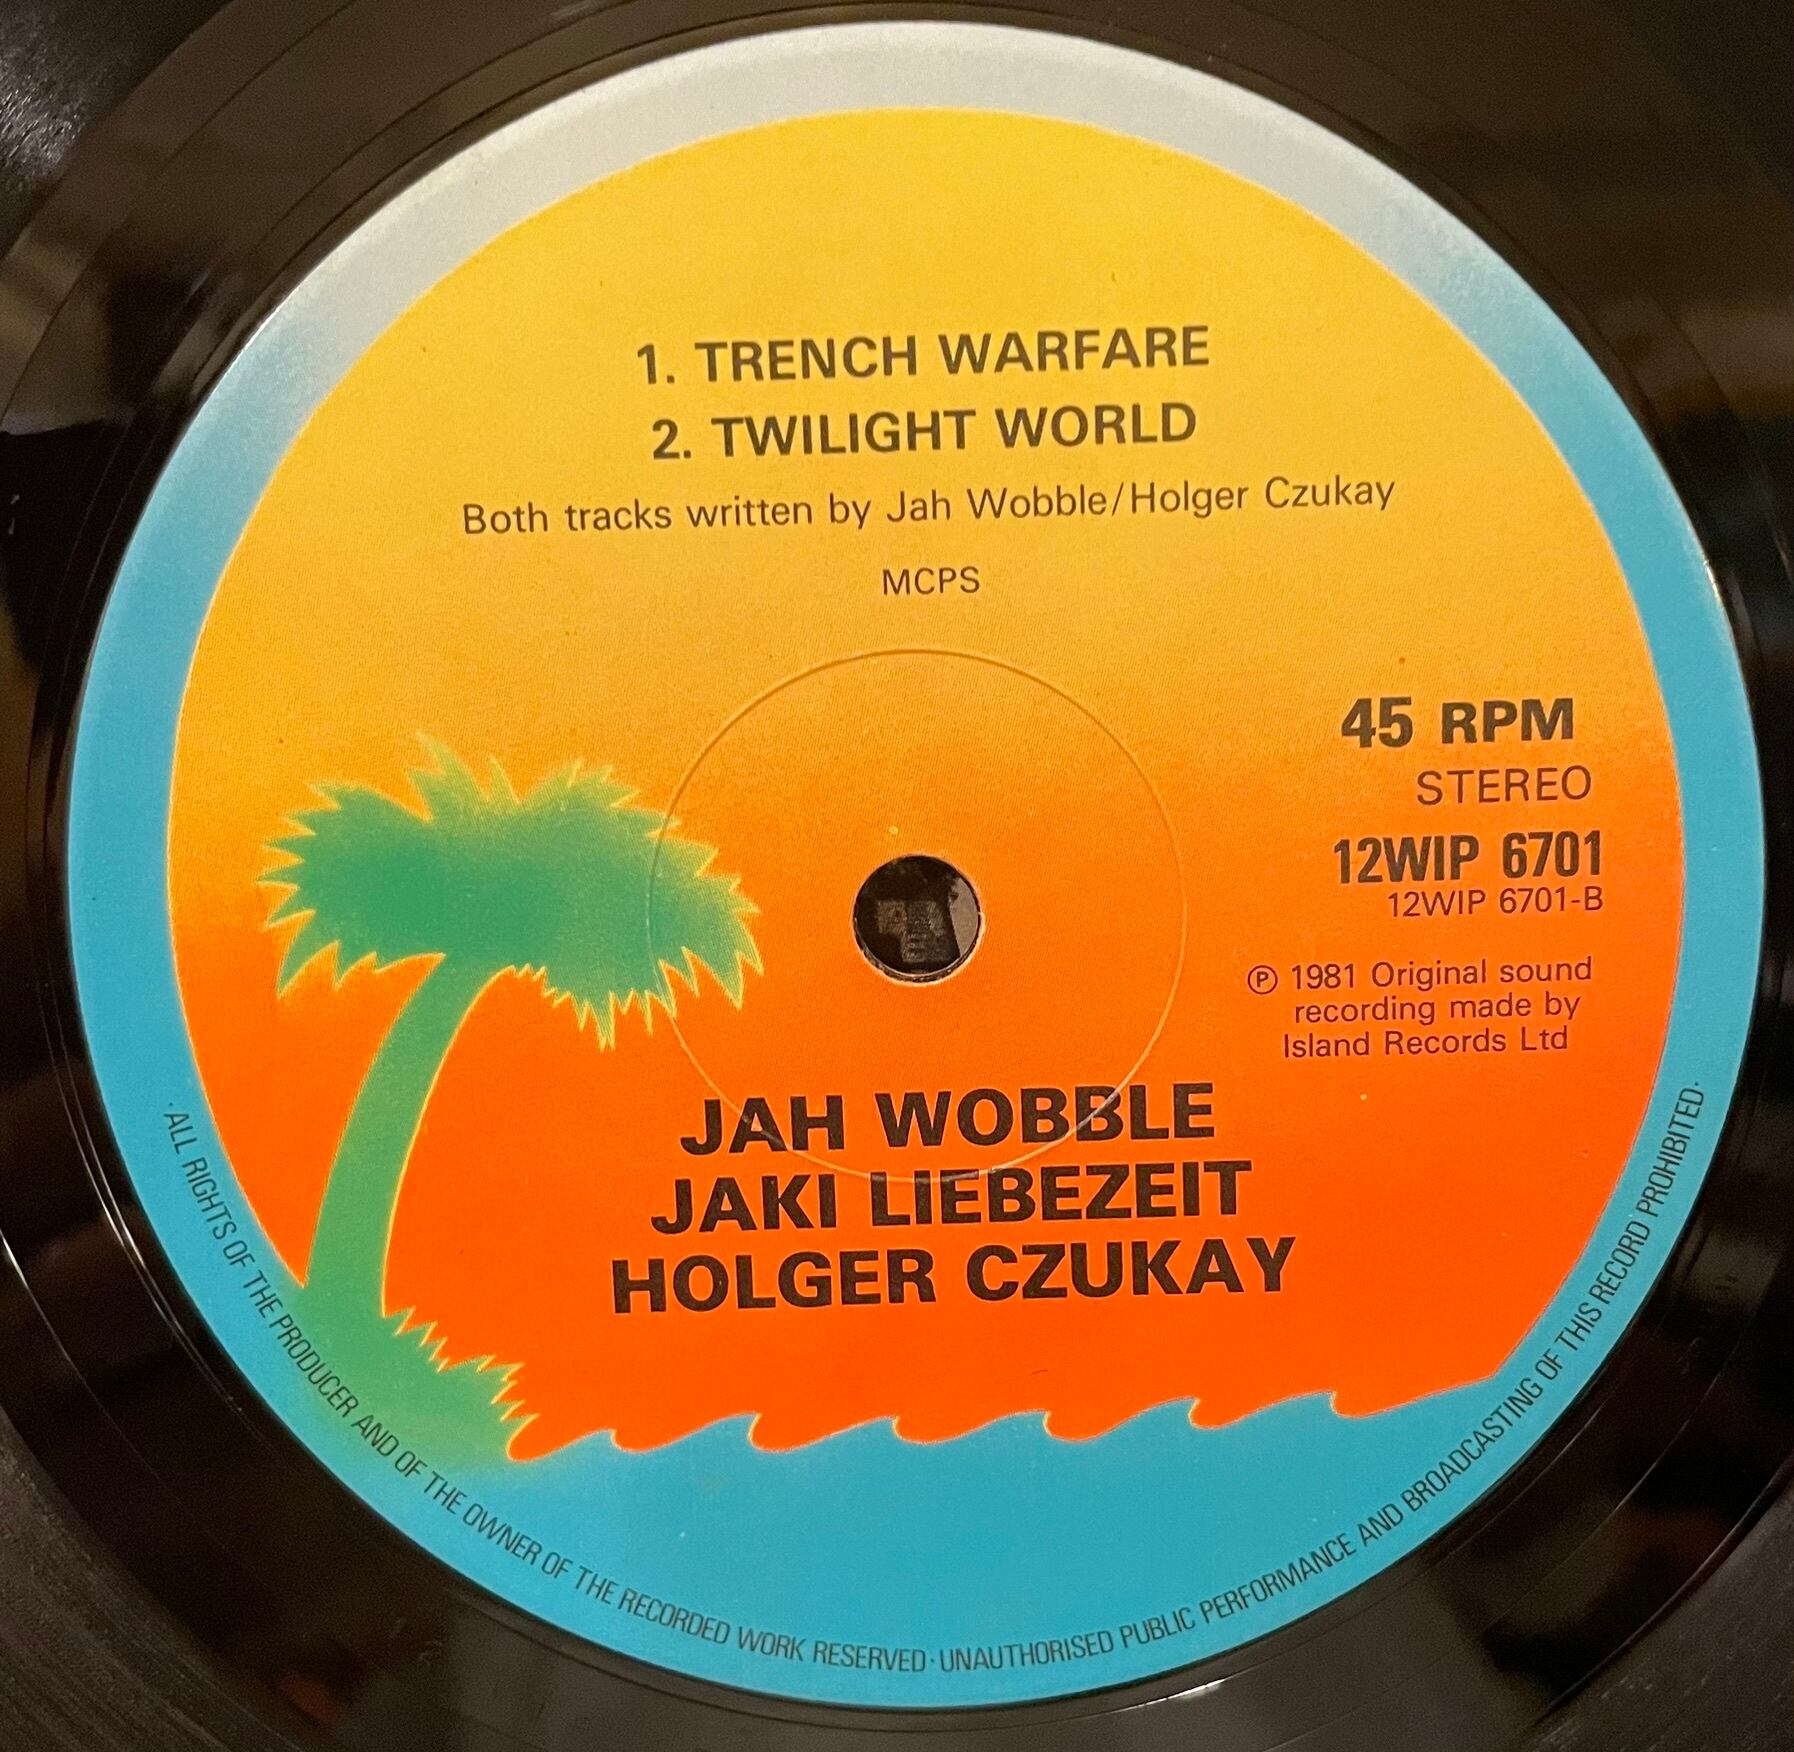 1. TRENCH WARFARE
2. TWILIGHT WORLD
Both tracks written by Jah Wobble/Holger Czukay
MCPS
45 RPM
STEREO
12WIP 6701
12WIP 6701-B
℗ 1981 Original sound
recording made by
Island Records Ltd
JAH WOBBLE
JAKI LIEBEZEIT
HOLGER CZUKAY
·ALL RIGHTS OF THE PRODUCER AND OF THE OWNER OF THE RECORDED WORK RESERVED·UNAUTHORISED PUBLIC PERFORMANCE AND BROADCASTING OF THIS RECORD PROHIBITED·